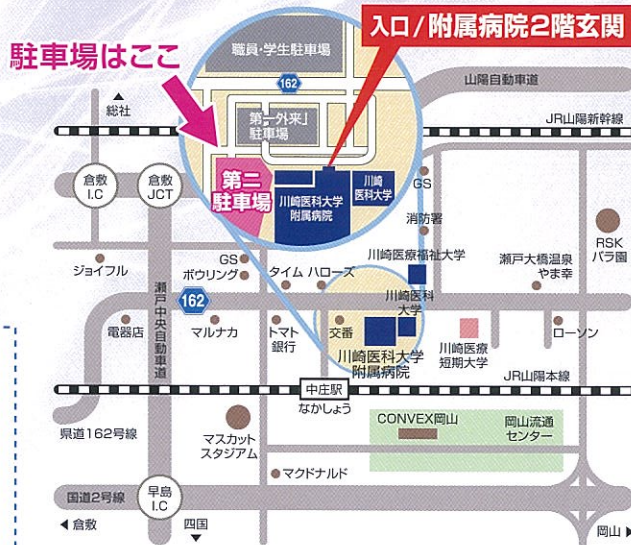 入口/附属病院2階玄関
駐車場はここ
職員・学生駐車場
162
第一外来
駐車場
第二
駐車場
川崎医科大学
附属病院
川崎
医科大学
山陽自動車道
総社
JR山陽新幹線
倉敷
I.C
倉敷
JCT
GS
消防署
RSK
バラ園
川崎医療福祉大学
瀬戸大橋温泉
やま幸
ジョイフル
GS
ボウリング
タイム
ハローズ
川崎医科
大学
瀬戸中央自動車道
162
電器店
マルナカ
トマト
銀行
交番
川崎医科大学
附属病院
川崎医療
短期大学
ローソン
JR山陽本線
中庄駅
なかしょう
県道162号線
マスカット
スタジアム
CONVEX岡山
岡山流通
センター
マクドナルド
国道2号線
早島
I.C
倉敷
四国
岡山